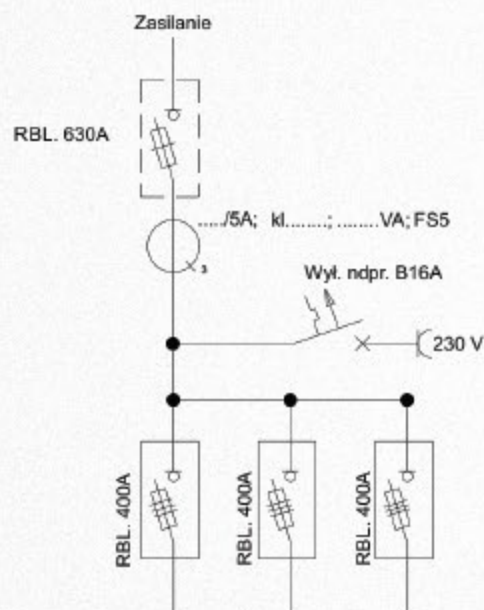 Zasilanie
RBL. 630A
...../5A; kl........; ........VA; FS5
3
Wył. ndpr. B16A
230 V
RBL. 400A
RBL. 400A
RBL. 400A